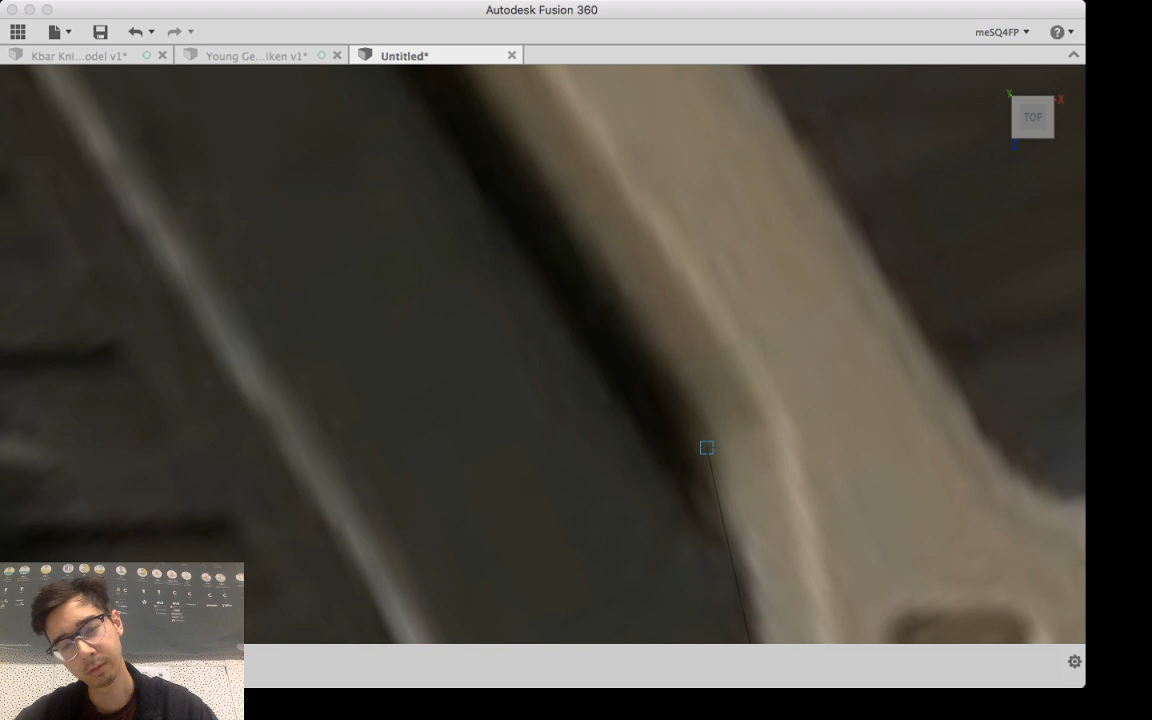 Autodesk Fusion 360
meSQ4FP
?
Kbar Kni...odel v1*
Young Ge...iken v1*
Untitled*
Y
X
TOP